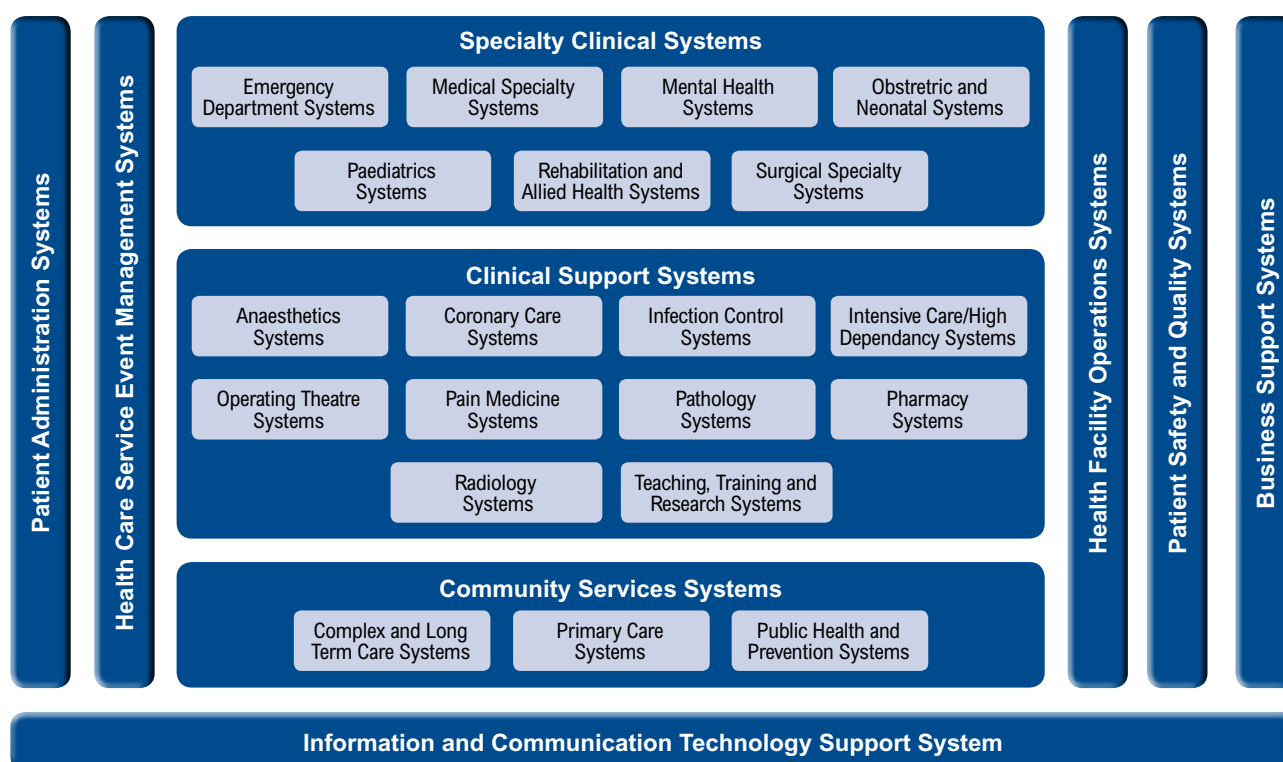 Patient Administration Systems
Health Care Service Event Management Systems
Specialty Clinical Systems
Emergency
Department Systems
Medical Specialty
Systems
Mental Health
Systems
Obstretric and
Neonatal Systems
Paediatrics
Systems
Rehabilitation and
Allied Health Systems
Surgical Specialty
Systems
Clinical Support Systems
Anaesthetics
Systems
Coronary Care
Systems
Infection Control
Systems
Intensive Care/High
Dependancy Systems
Operating Theatre
Systems
Pain Medicine
Systems
Pathology
Systems
Pharmacy
Systems
Radiology
Systems
Teaching, Training and
Research Systems
Community Services Systems
Complex and Long
Term Care Systems
Primary Care
Systems
Public Health and
Prevention Systems
Health Facility Operations Systems
Patient Safety and Quality Systems
Business Support Systems
Information and Communication Technology Support System